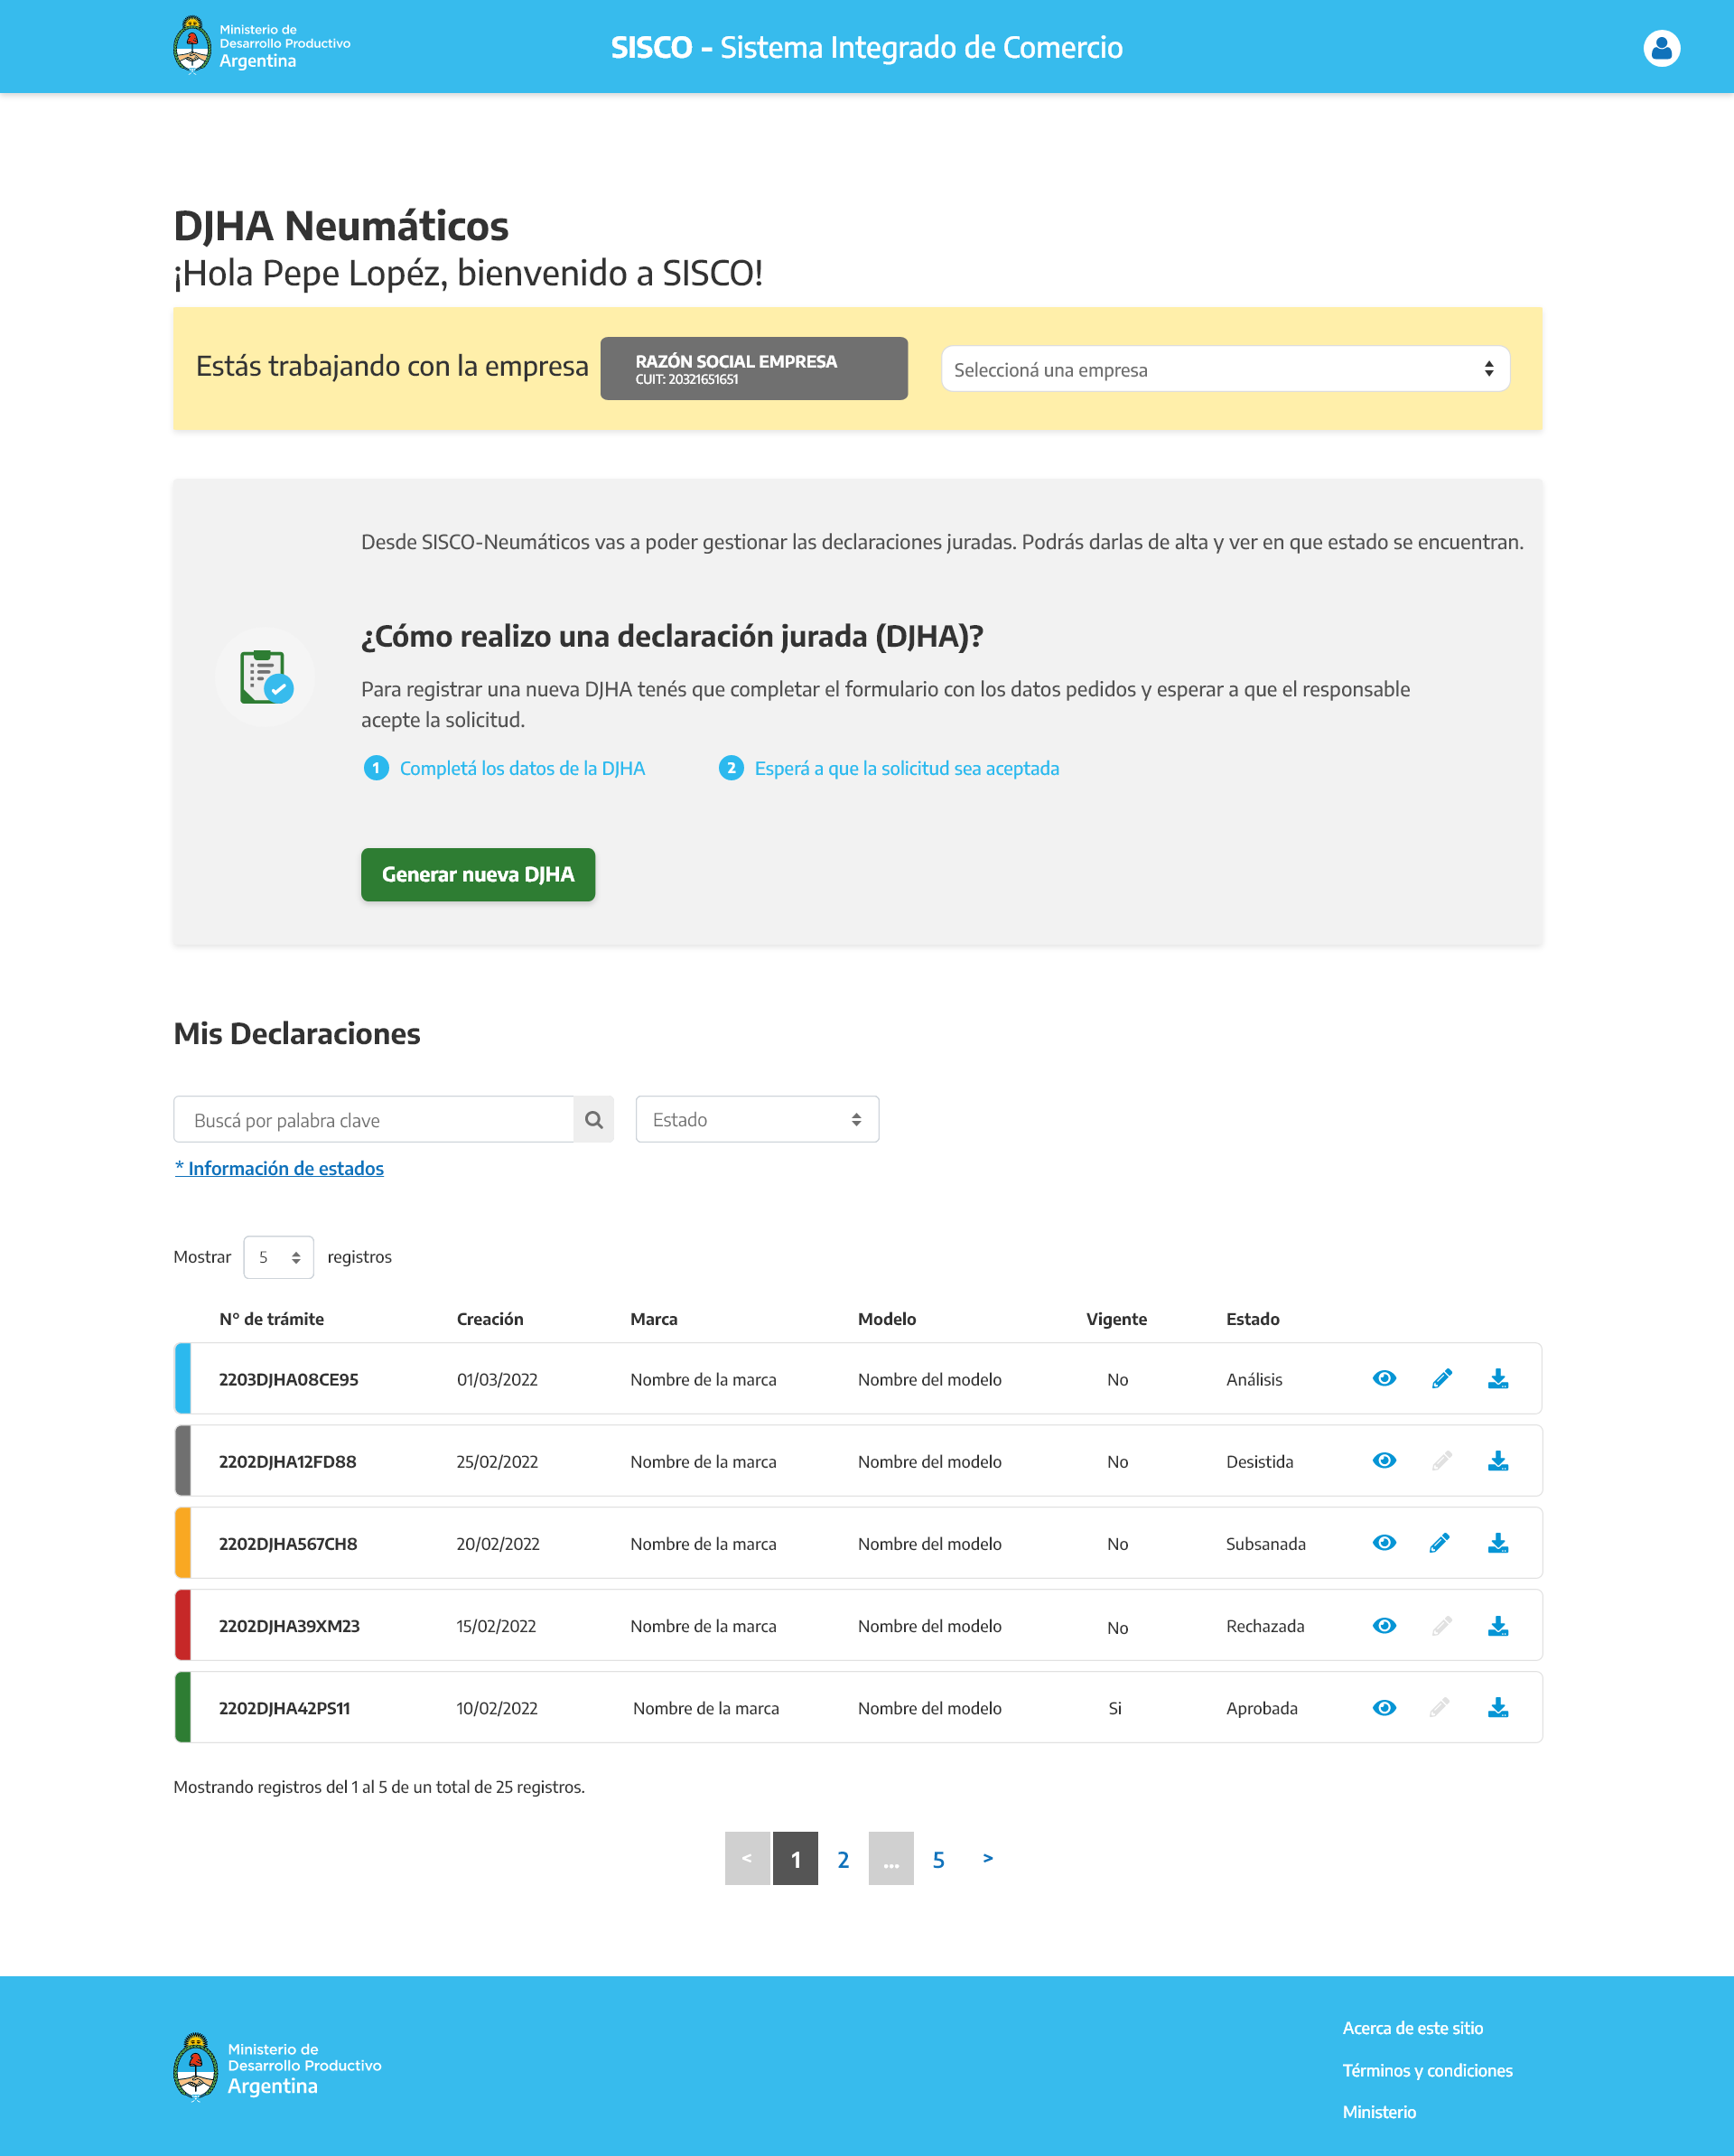 Ministerio de
Desarrollo Productivo
Argentina
SISCO - Sistema Integrado de Comercio
DJHA Neumáticos
¡Hola Pepe Lopéz, bienvenido a SISCO!
Estás trabajando con la empresa
RAZÓN SOCIAL EMPRESA
CUIT: 20321651651
Seleccioná una empresa
Desde SISCO-Neumáticos vas a poder gestionar las declaraciones juradas. Podrás darlas de alta y ver en que estado se encuentran.
¿Cómo realizo una declaración jurada (DJHA)?
Para registrar una nueva DJHA tenés que completar el formulario con los datos pedidos y esperar a que el responsable
acepte la solicitud.
1 Completá los datos de la DJHA 2 Esperá a que la solicitud sea aceptada
Generar nueva DJHA
Mis Declaraciones
Buscá por palabra clave Estado
* Información de estados
Mostrar 5 registros
N° de trámite Creación Marca Modelo Vigente Estado
2203DJHA08CE95 01/03/2022 Nombre de la marca Nombre del modelo No Análisis
2202DJHA12FD88 25/02/2022 Nombre de la marca Nombre del modelo No Desistida
2202DJHA567CH8 20/02/2022 Nombre de la marca Nombre del modelo No Subsanada
2202DJHA39XM23 15/02/2022 Nombre de la marca Nombre del modelo No Rechazada
2202DJHA42PS11 10/02/2022 Nombre de la marca Nombre del modelo Si Aprobada
Mostrando registros del 1 al 5 de un total de 25 registros.
< 1 2 ... 5 >
Ministerio de
Desarrollo Productivo
Argentina
Acerca de este sitio
Términos y condiciones
Ministerio